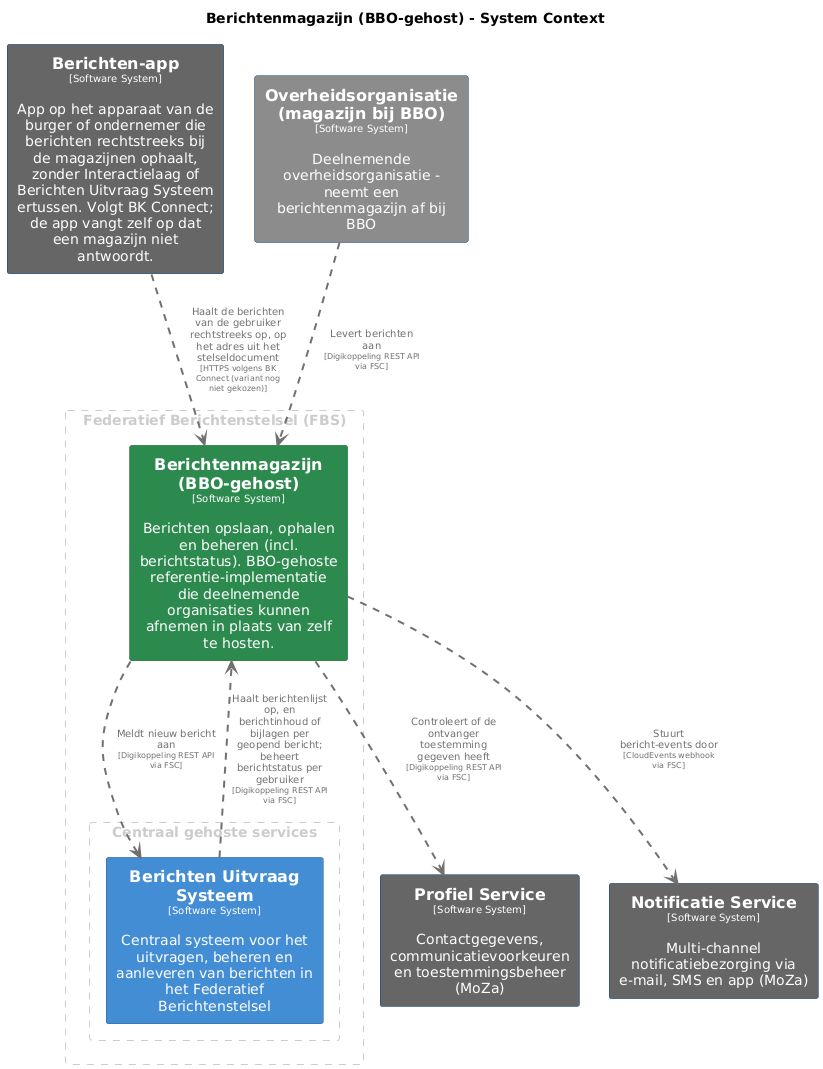 Berichtenmagazijn (BBO-gehost) - System Context
Berichten-app
[Software System]
App op het apparaat van de
burger of ondernemer die
berichten rechtstreeks bij
de magazijnen ophaalt,
zonder Interactielaag of
Berichten Uitvraag Systeem
ertussen. Volgt BK Connect;
de app vangt zelf op dat
een magazijn niet
antwoordt.
Overheidsorganisatie
(magazijn bij BBO)
[Software System]
Deelnemende
overheidsorganisatie -
neemt een
berichtenmagazijn af bij
BBO
Haalt de berichten
van de gebruiker
rechtstreeks op, op
het adres uit het
stelseldocument
[HTTPS volgens BK
Connect (variant nog
niet gekozen)]
Levert berichten
aan
[Digikoppeling REST API
via FSC]
Federatief Berichtenstelsel (FBS)
Berichtenmagazijn
(BBO-gehost)
[Software System]
Berichten opslaan, ophalen
en beheren (incl.
berichtstatus). BBO-gehoste
referentie-implementatie
die deelnemende
organisaties kunnen
afnemen in plaats van zelf
te hosten.
Meldt nieuw bericht
aan
[Digikoppeling REST API
via FSC]
Haalt berichtenlijst
op, en
berichtinhoud of
bijlagen per
geopend bericht;
beheert
berichtstatus per
gebruiker
[Digikoppeling REST API
via FSC]
Controleert of de
ontvanger
toestemming
gegeven heeft
[Digikoppeling REST API
via FSC]
Stuurt
bericht-events door
[CloudEvents webhook
via FSC]
Centraal gehoste services
Berichten Uitvraag
Systeem
[Software System]
Centraal systeem voor het
uitvragen, beheren en
aanleveren van berichten in
het Federatief
Berichtenstelsel
Profiel Service
[Software System]
Contactgegevens,
communicatievoorkeuren
en toestemmingsbeheer
(MoZa)
Notificatie Service
[Software System]
Multi-channel
notificatiebezorging via
e-mail, SMS en app (MoZa)